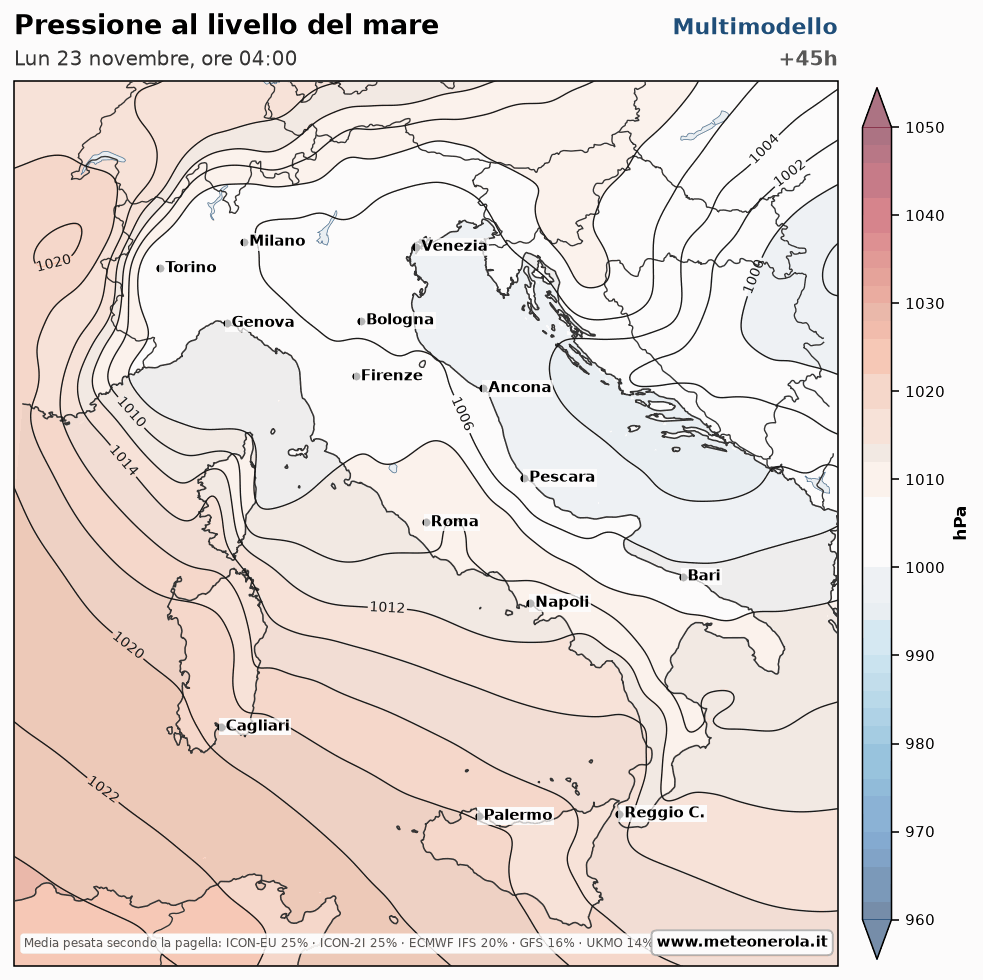 Pressione al livello del mare
Multimodello
Lun 23 novembre, ore 04:00
+45h
1050
1040
1030
1020
1010
1000
990
980
970
960
hPa
1004
1002
1000
1020
Milano
Venezia
Torino
Genova
Bologna
Firenze
Ancona
1010
1006
1014
Pescara
Roma
Bari
Napoli
1012
1020
Cagliari
1022
Palermo
Reggio C.
Media pesata secondo la pagella: ICON-EU 25% · ICON-2I 25% · ECMWF IFS 20% · GFS 16% · UKMO 14%
www.meteonerola.it